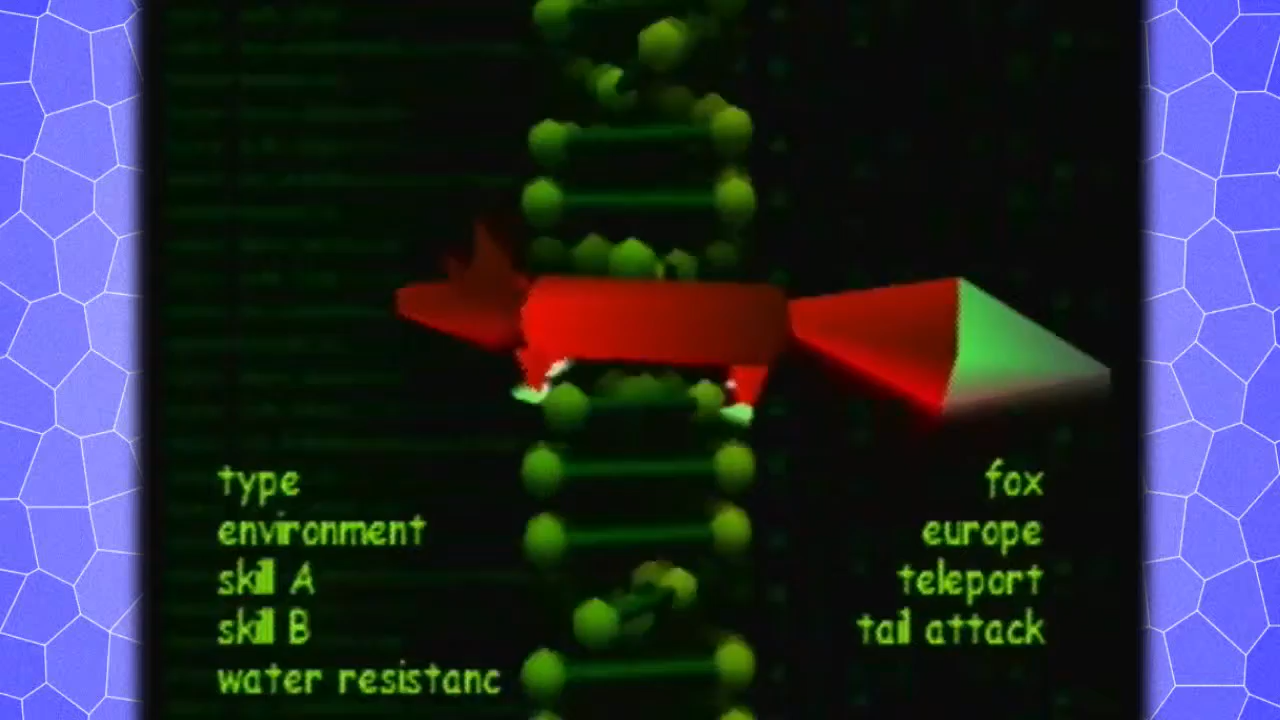 type fox
environment europe
skill A teleport
skill B tail attack
water resistanc